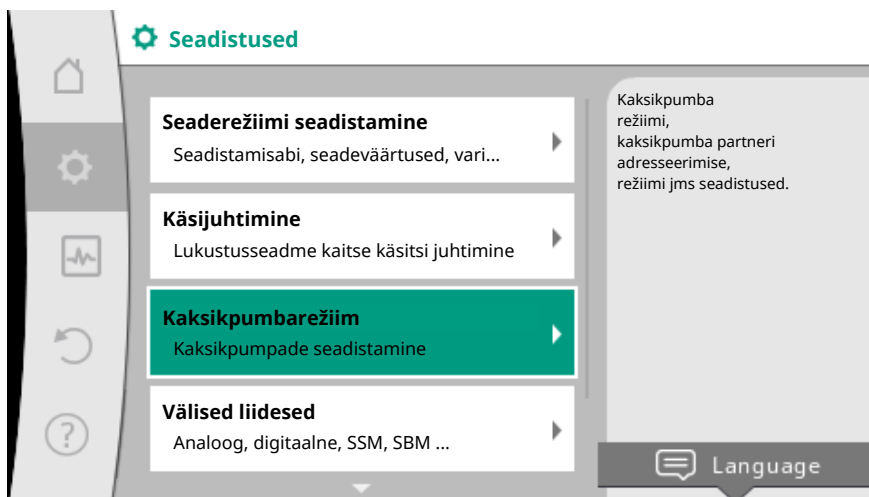 Seadistused
Seaderežiimi seadistamine
Seadistamisabi, seadeväärtused, vari...
Käsijuhtimine
Lukustusseadme kaitse käsitsi juhtimine
Kaksikpumbarežiim
Kaksikpumpade seadistamine
Välised liidesed
Analoog, digitaalne, SSM, SBM ...
Kaksikpumba
režiimi,
kaksikpumba partneri
adresseerimise,
režiimi jms seadistused.
Language